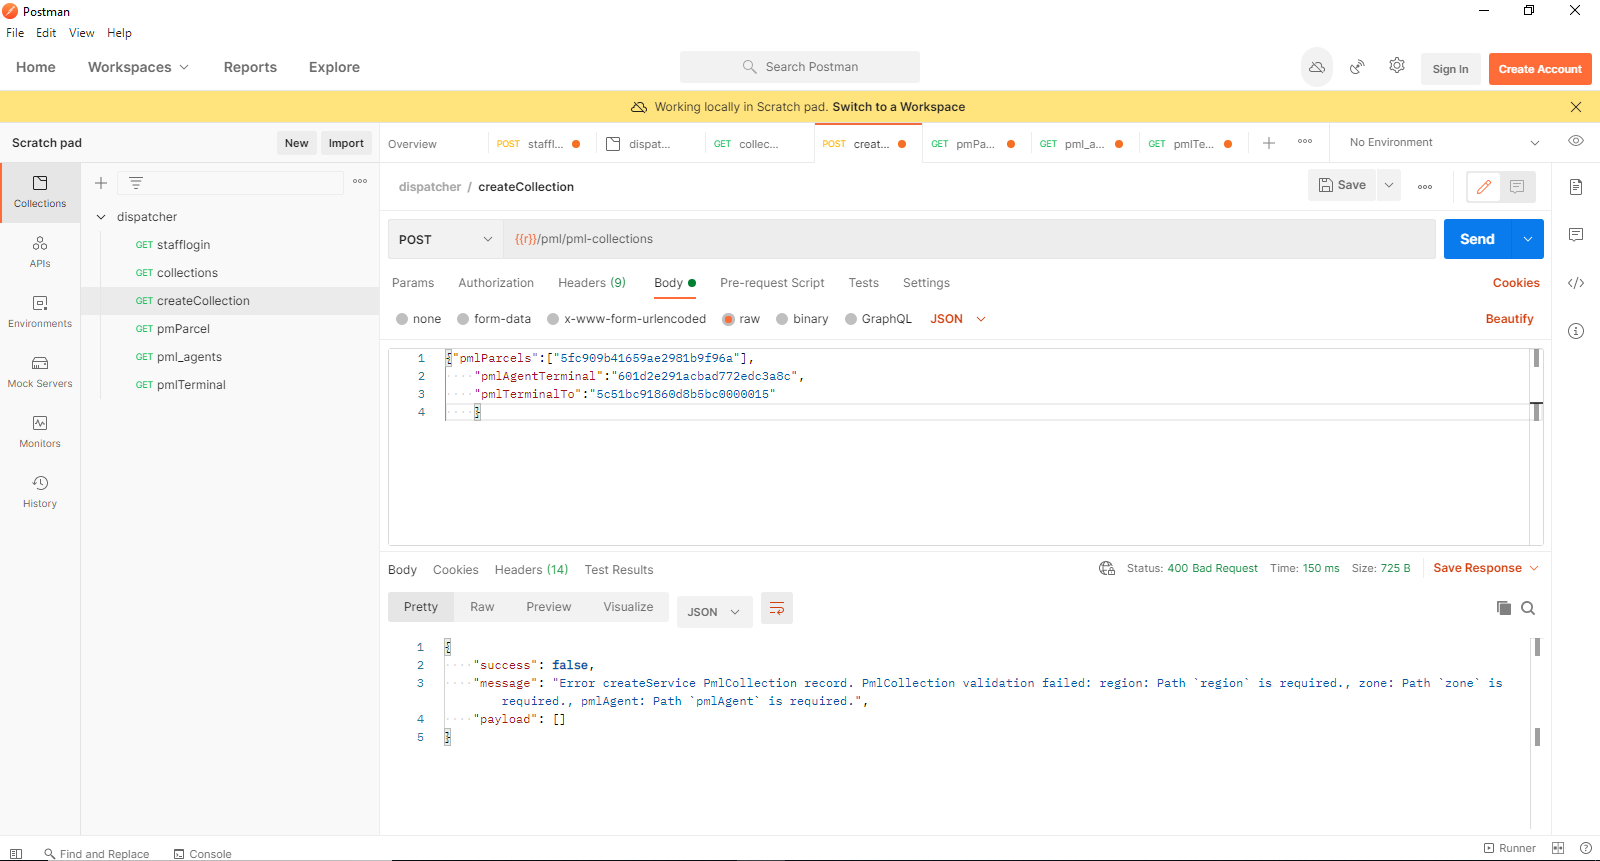 Postman
File Edit View Help
Home Workspaces Reports Explore Search Postman Sign In Create Account
Working locally in Scratch pad. Switch to a Workspace
Scratch pad New Import
Overview POST staffl... dispat... GET collec... POST creat... GET pmPa... GET pml_a... GET pmlTe... No Environment
Collections
APIs
Environments
Mock Servers
Monitors
History
dispatcher
GET stafflogin
GET collections
GET createCollection
GET pmParcel
GET pml_agents
GET pmlTerminal
dispatcher / createCollection Save
POST {{r}}/pml/pml-collections Send
Params Authorization Headers (9) Body Pre-request Script Tests Settings Cookies
none form-data x-www-form-urlencoded raw binary GraphQL JSON Beautify
1 {"pmlParcels":["5fc909b41659ae2981b9f96a"],
2 "pmlAgentTerminal":"601d2e291acbad772edc3a8c",
3 "pmlTerminalTo":"5c51bc91860d8b5bc0000015"
4 }
Body Cookies Headers (14) Test Results Status: 400 Bad Request Time: 150 ms Size: 725 B Save Response
Pretty Raw Preview Visualize JSON
1 {
2 "success": false,
3 "message": "Error createService PmlCollection record. PmlCollection validation failed: region: Path `region` is required., zone: Path `zone` is
required., pmlAgent: Path `pmlAgent` is required.",
4 "payload": []
5 }
Find and Replace Console Runner